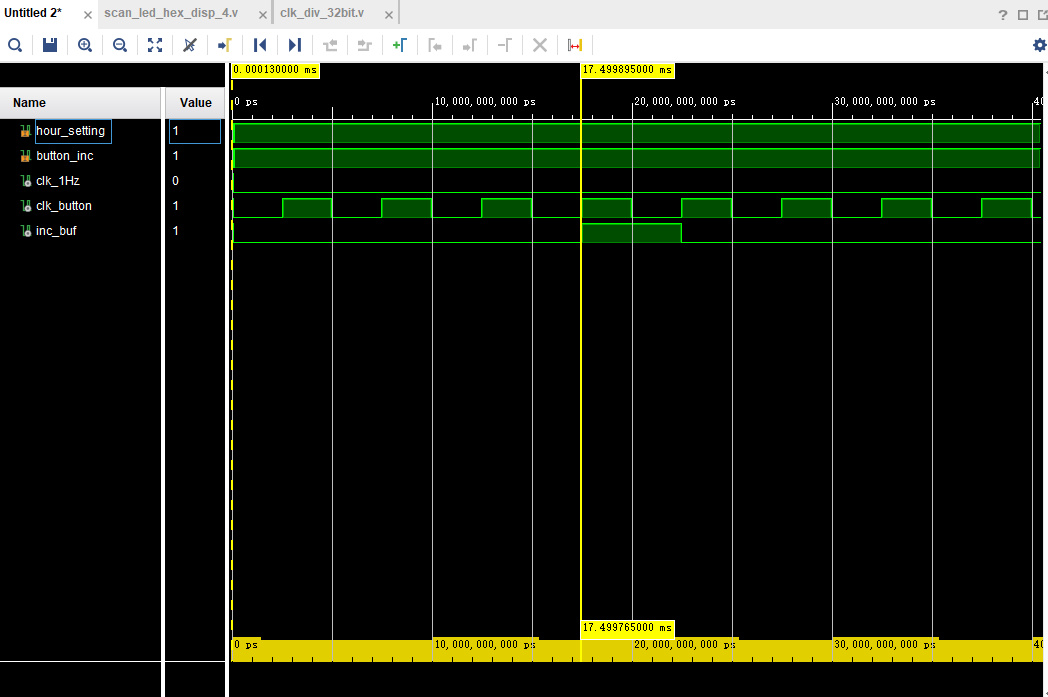 Untitled 2* × scan_led_hex_disp_4.v × clk_div_32bit.v ×
?
0.000130000 ms 17.499895000 ms
Name Value
0 ps 10,000,000,000 ps 20,000,000,000 ps 30,000,000,000 ps 40
hour_setting 1
button_inc 1
clk_1Hz 0
clk_button 1
inc_buf 1
17.499765000 ms
0 ps 10,000,000,000 ps 20,000,000,000 ps 30,000,000,000 ps 40